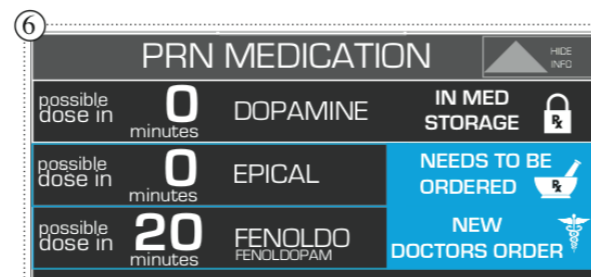 6
PRN MEDICATION
HIDE
INFO
possible
dose in
0
minutes
DOPAMINE
IN MED
STORAGE
Rx
possible
dose in
0
minutes
EPICAL
NEEDS TO BE
ORDERED
Rx
possible
dose in
20
minutes
FENOLDO
FENOLDOPAM
NEW
DOCTORS ORDER